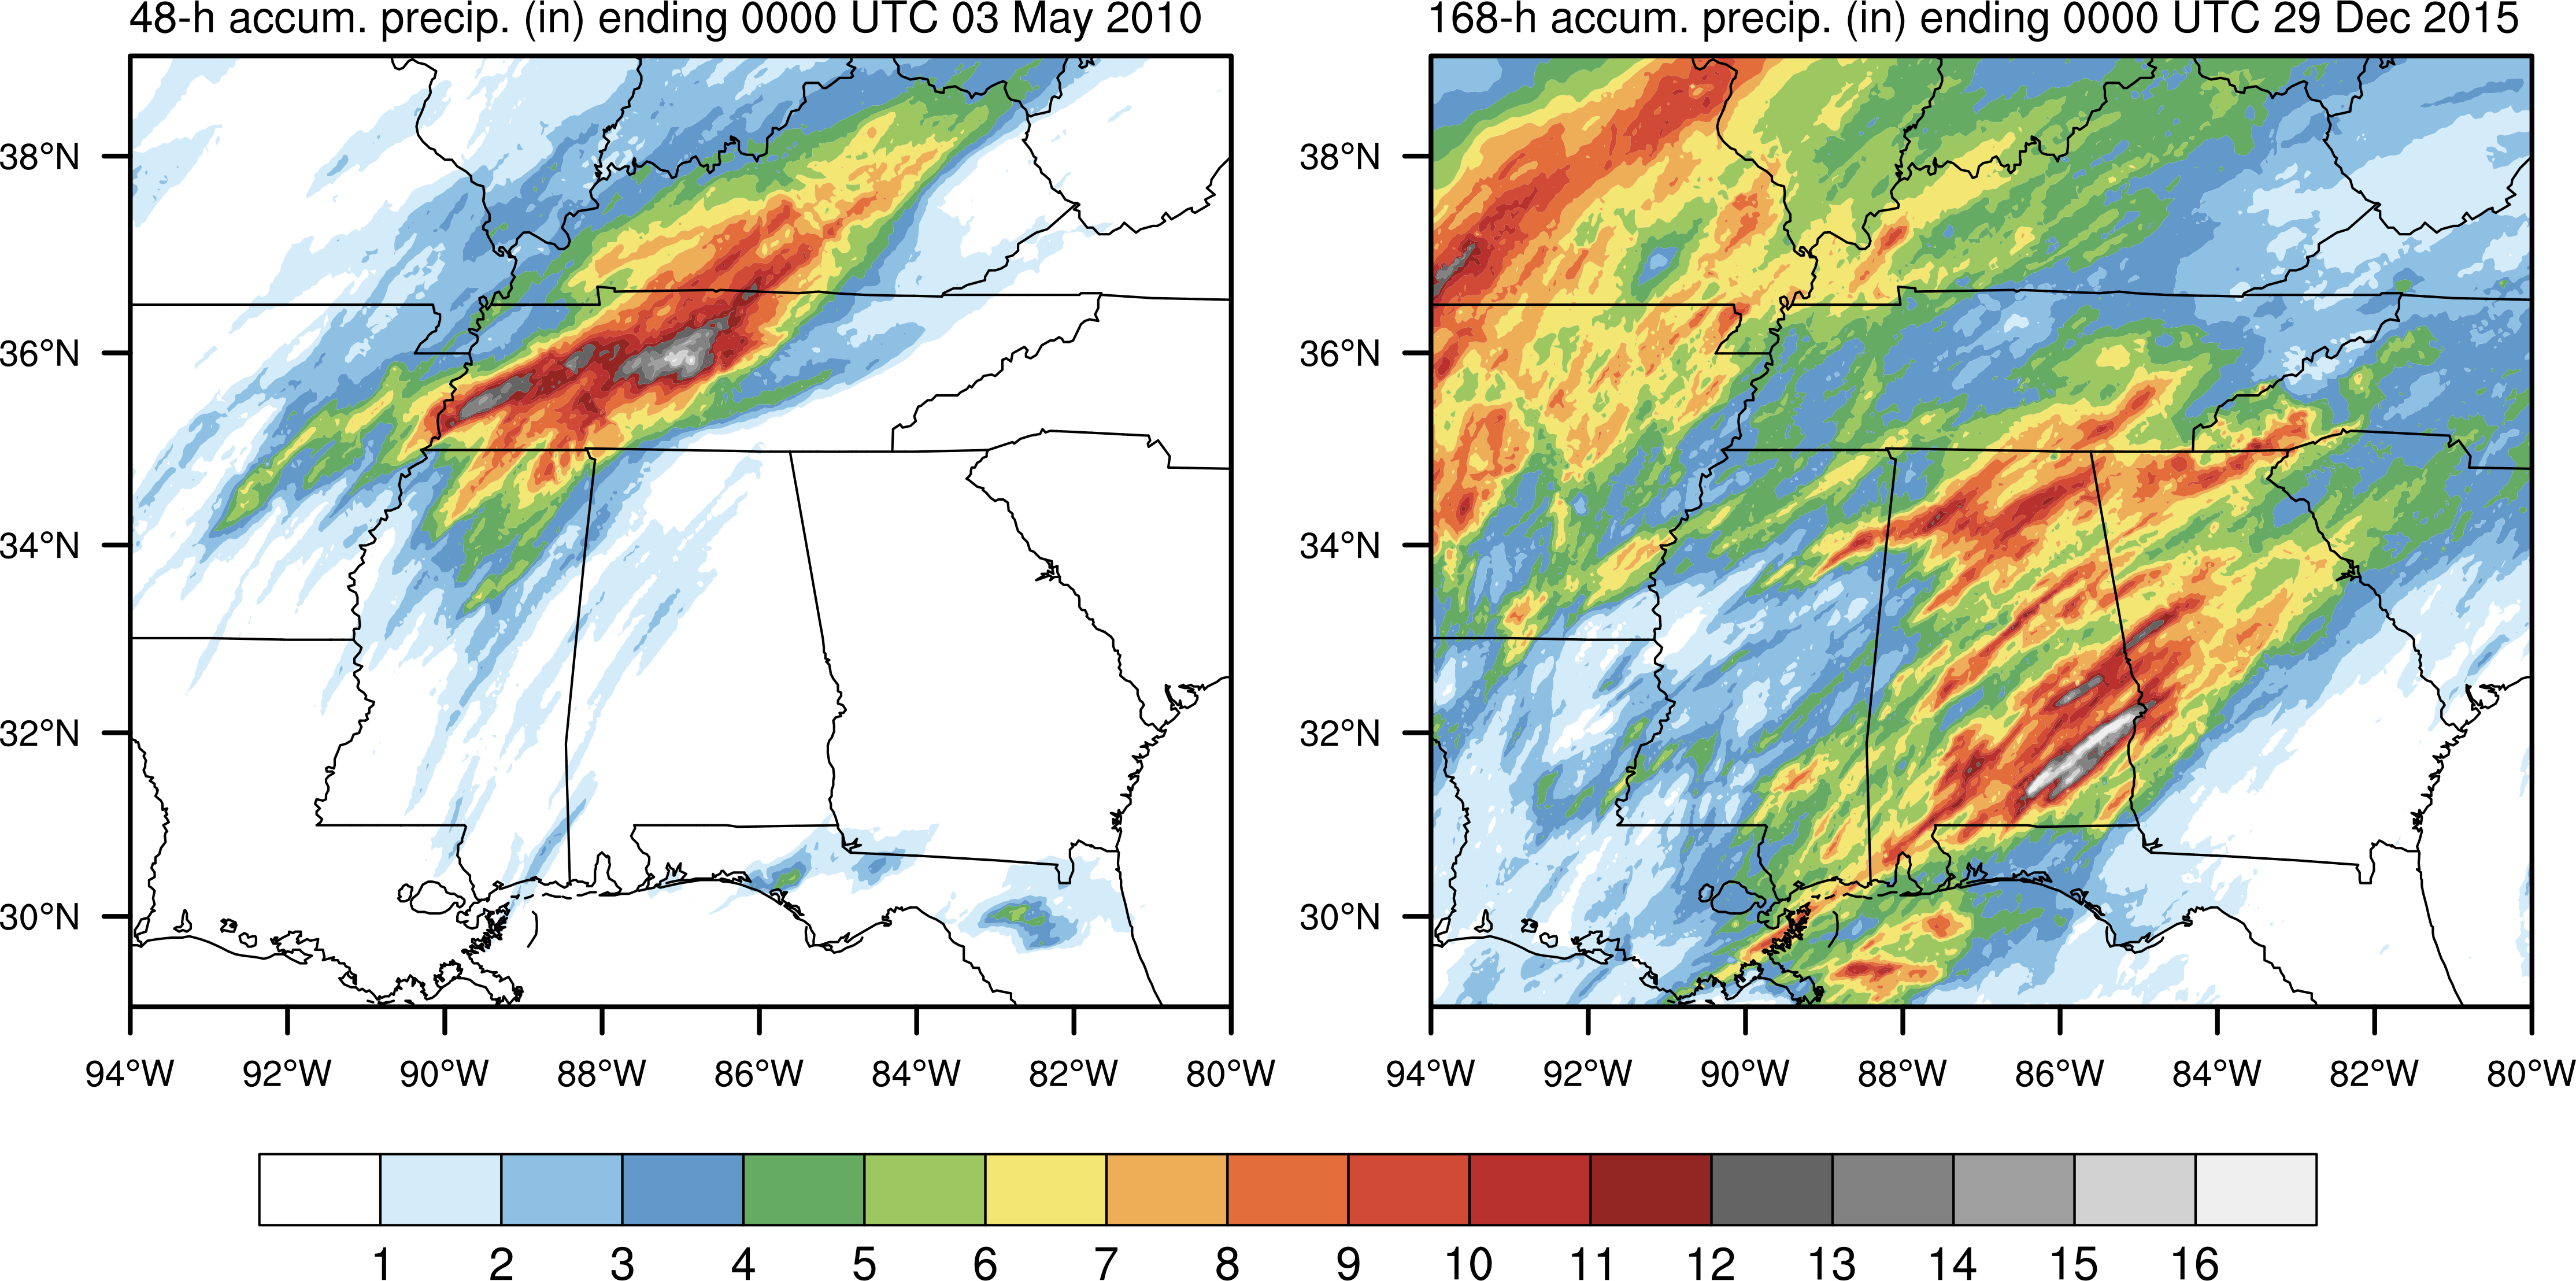 48-h accum. precip. (in) ending 0000 UTC 03 May 2010
168-h accum. precip. (in) ending 0000 UTC 29 Dec 2015
38°N
36°N
34°N
32°N
30°N
94°W 92°W 90°W 88°W 86°W 84°W 82°W 80°W
38°N
36°N
34°N
32°N
30°N
94°W 92°W 90°W 88°W 86°W 84°W 82°W 80°W
1 2 3 4 5 6 7 8 9 10 11 12 13 14 15 16